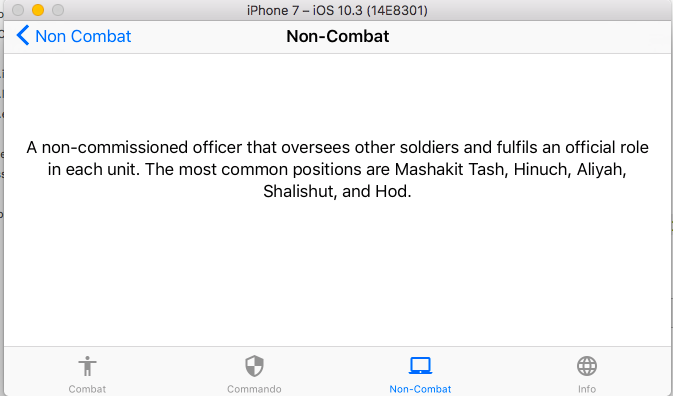 iPhone 7 – iOS 10.3 (14E8301)
Non Combat
Non-Combat
A non-commissioned officer that oversees other soldiers and fulfils an official role
in each unit. The most common positions are Mashakit Tash, Hinuch, Aliyah,
Shalishut, and Hod.
Combat
Commando
Non-Combat
Info